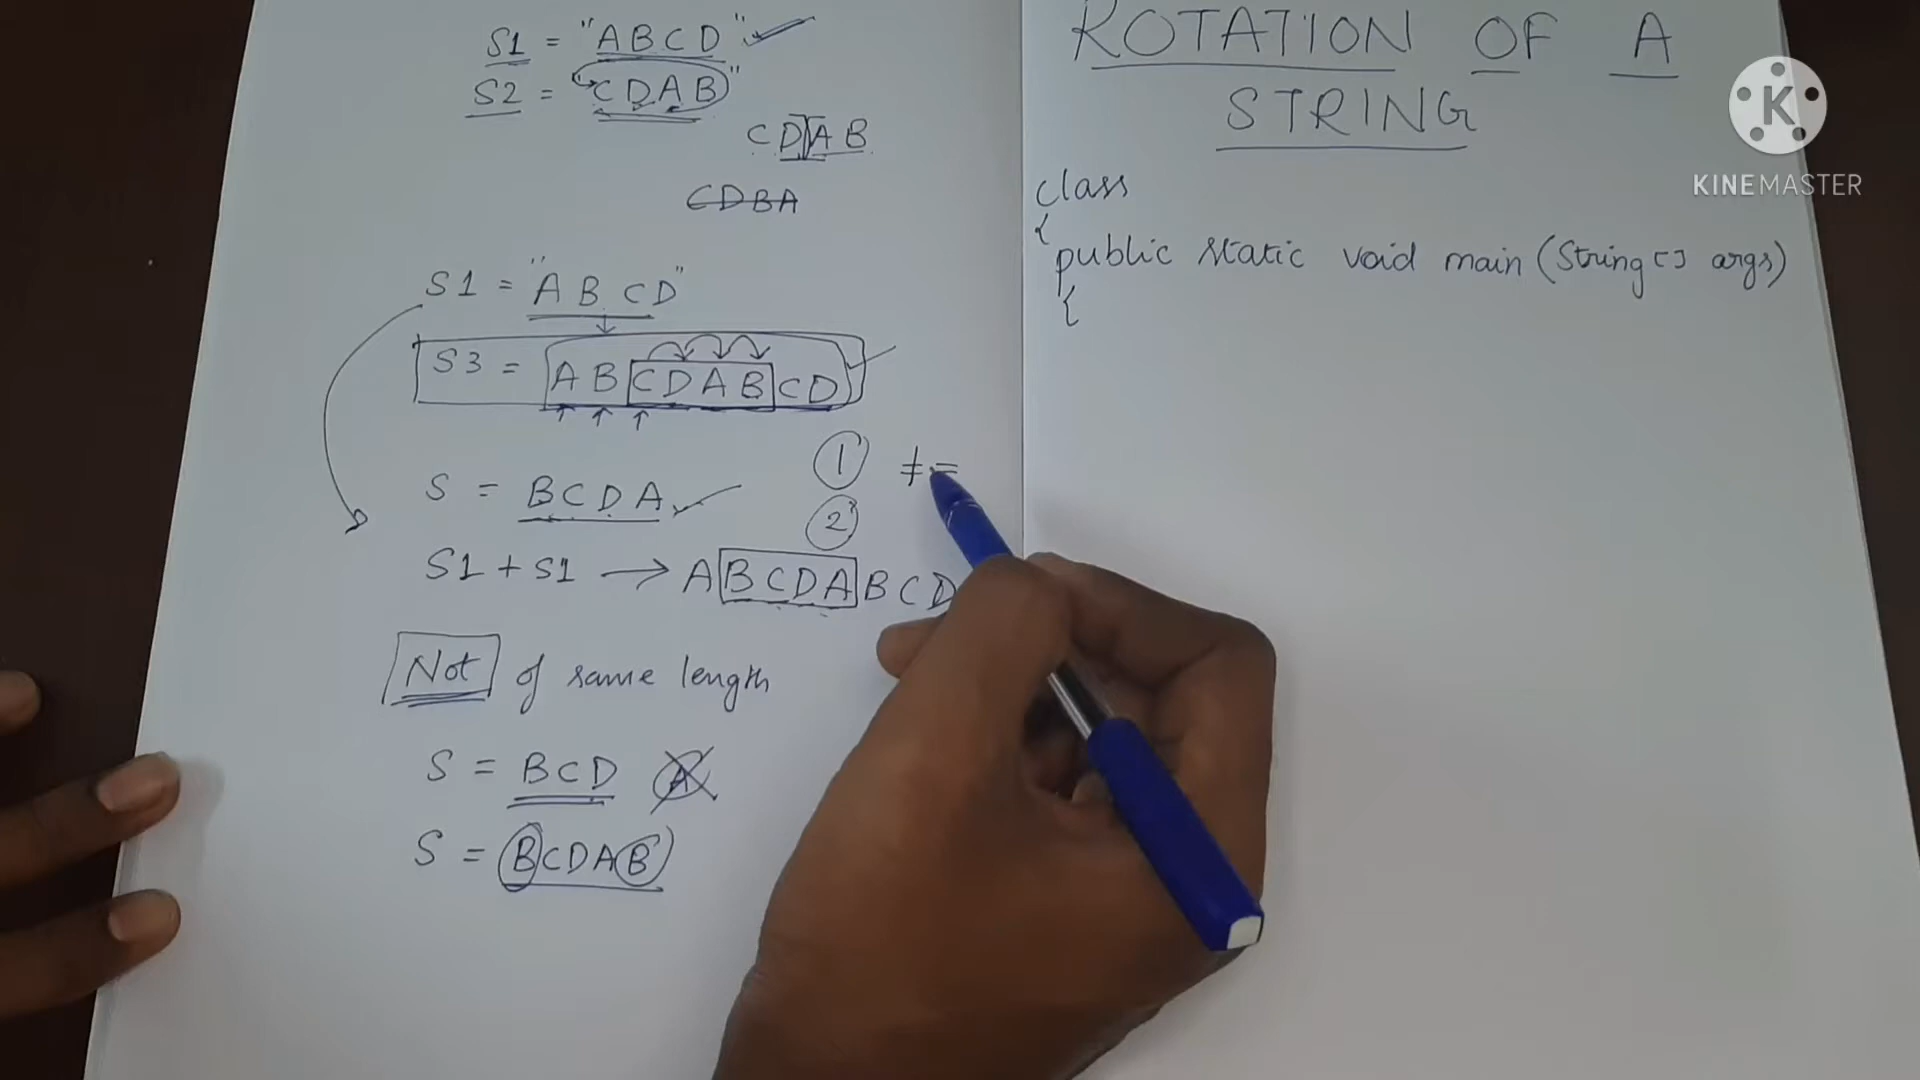 S1 = "ABCD"
S2 = CDAB"
CDAB
CDBA
S1 = "ABCD"
S3 = ABCDABCD
S = BCDA
1 ≠ =
2
S1 + S1 → ABCDABCD
Not of same length
S = BCD A
S = BCDAB
ROTATION OF A
STRING
class
{
public static void main (String [] args)
{
K
KINEMASTER